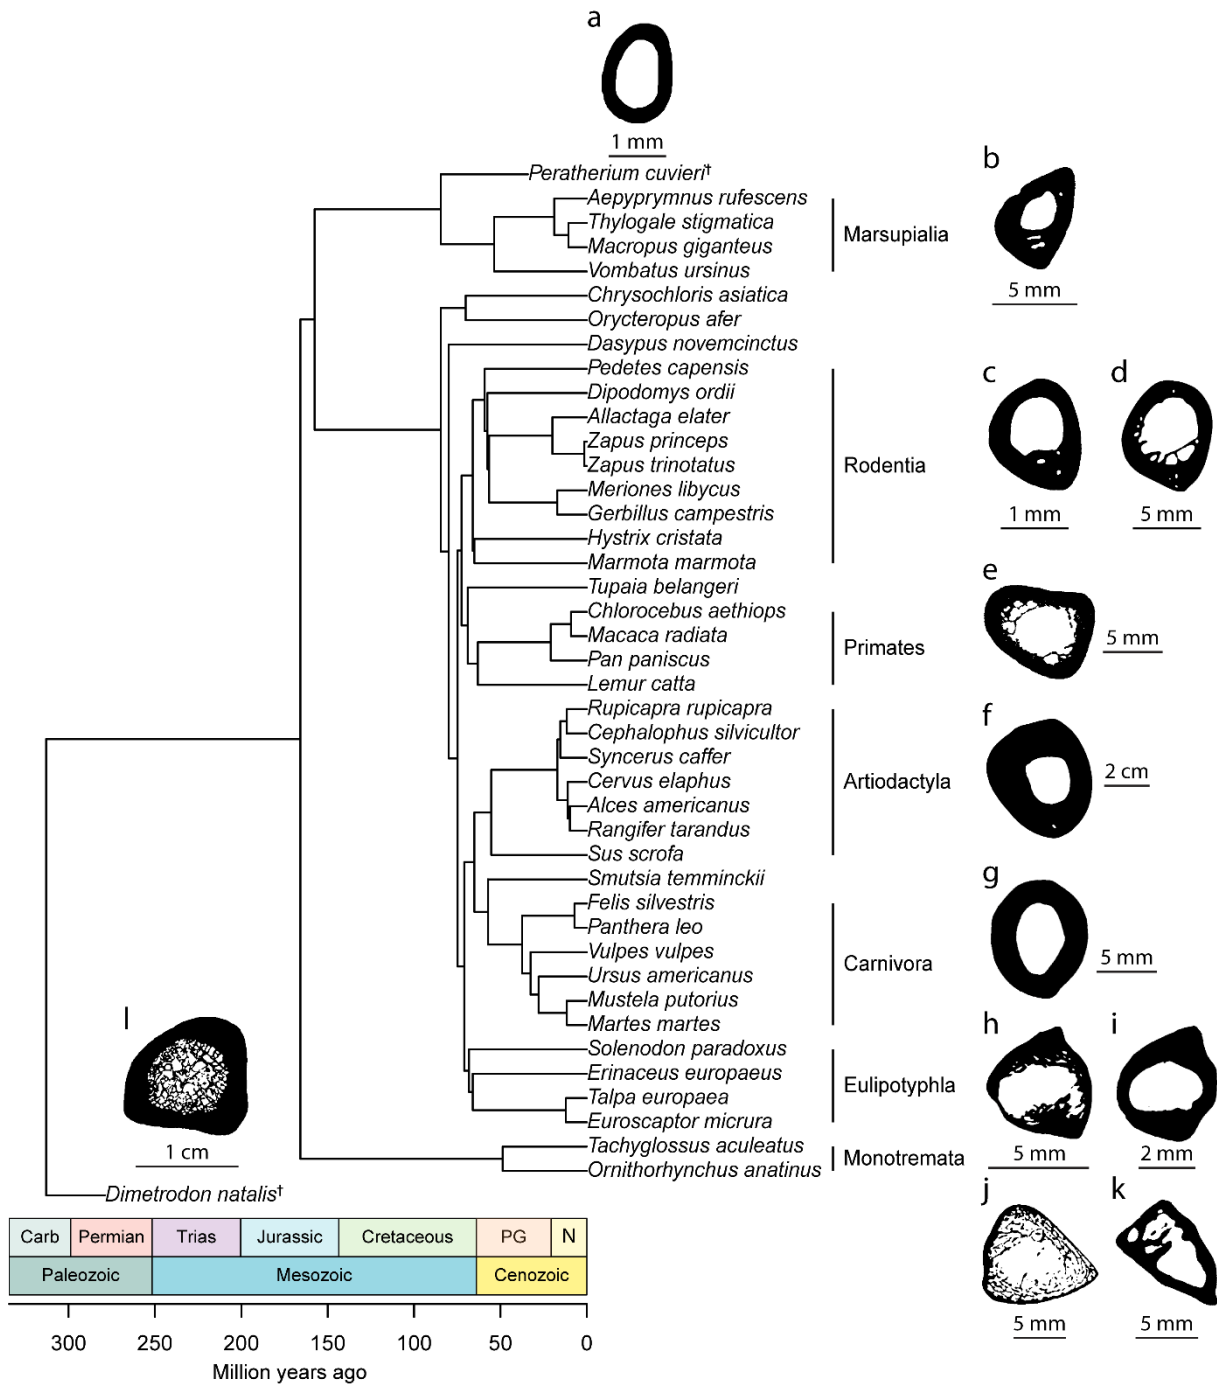 a
1 mm
Peratherium cuvieri†
Aepyprymnus rufescens
Thylogale stigmatica
Macropus giganteus
Vombatus ursinus
Marsupialia
b
5 mm
Chrysochloris asiatica
Orycteropus afer
Dasypus novemcinctus
Pedetes capensis
Dipodomys ordii
Allactaga elater
Zapus princeps
Zapus trinotatus
Meriones libycus
Gerbillus campestris
Hystrix cristata
Marmota marmota
Rodentia
c
1 mm
d
5 mm
Tupaia belangeri
Chlorocebus aethiops
Macaca radiata
Pan paniscus
Lemur catta
Primates
e
5 mm
Rupicapra rupicapra
Cephalophus silvicultor
Syncerus caffer
Cervus elaphus
Alces americanus
Rangifer tarandus
Sus scrofa
Artiodactyla
f
2 cm
Smutsia temminckii
Felis silvestris
Panthera leo
Vulpes vulpes
Ursus americanus
Mustela putorius
Martes martes
Carnivora
g
5 mm
Solenodon paradoxus
Erinaceus europaeus
Talpa europaea
Euroscaptor micrura
Eulipotyphla
h
5 mm
i
2 mm
Tachyglossus aculeatus
Ornithorhynchus anatinus
Monotremata
j
5 mm
k
5 mm
l
1 cm
Dimetrodon natalis†
Carb Permian Trias Jurassic Cretaceous PG N
Paleozoic Mesozoic Cenozoic
300 250 200 150 100 50 0
Million years ago